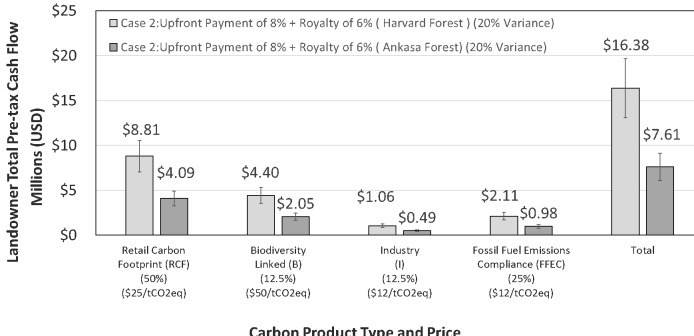 $25
$20
$15
$10
$5
$0
Landowner Total Pre-tax Cash Flow
Millions (USD)
Case 2:Upfront Payment of 8% + Royalty of 6% ( Harvard Forest ) (20% Variance)
Case 2:Upfront Payment of 8% + Royalty of 6% ( Ankasa Forest) (20% Variance)
$8.81
$4.09
$4.40
$2.05
$1.06
$0.49
$2.11
$0.98
$16.38
$7.61
Retail Carbon
Footprint (RCF)
(50%)
($25/tCO2eq)
Biodiversity
Linked (B)
(12.5%)
($50/tCO2eq)
Industry
(I)
(12.5%)
($12/tCO2eq)
Fossil Fuel Emissions
Compliance (FFEC)
(25%)
($12/tCO2eq)
Total
Carbon Product Type and Price